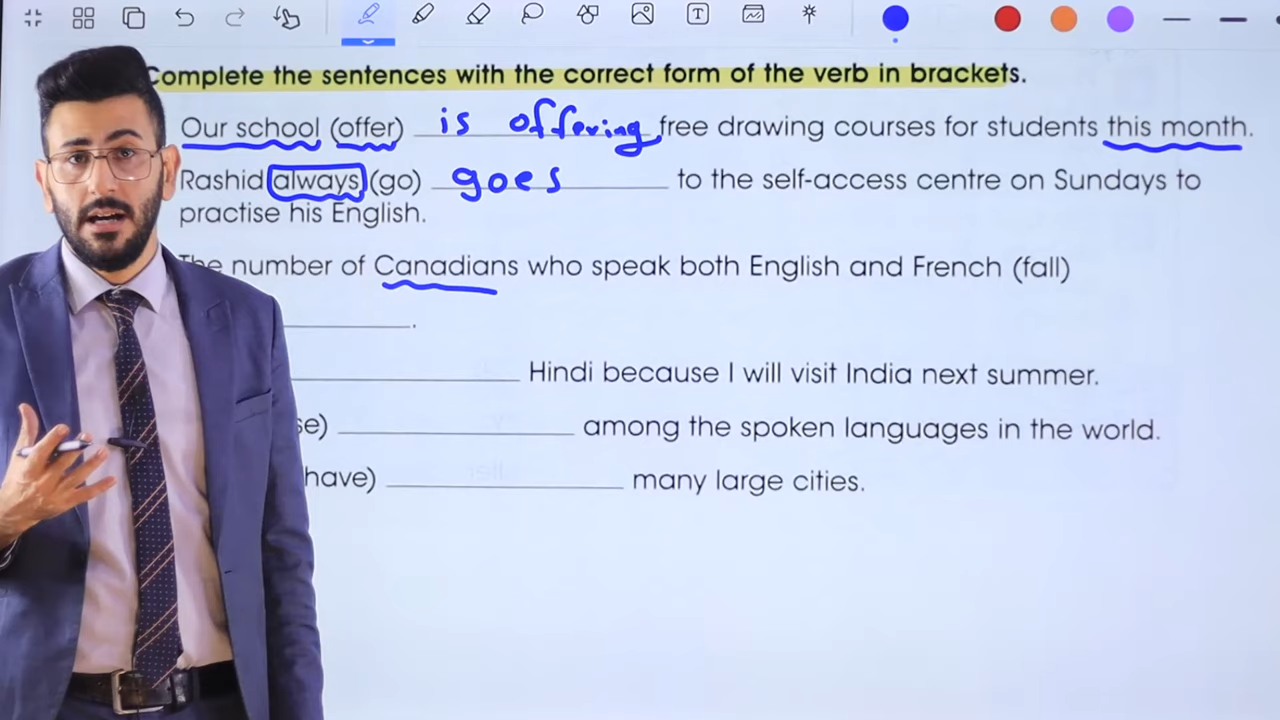 Complete the sentences with the correct form of the verb in brackets.
Our school (offer) is offering free drawing courses for students this month.
Rashid always (go) goes to the self-access centre on Sundays to
practise his English.
The number of Canadians who speak both English and French (fall)
.
Hindi because I will visit India next summer.
among the spoken languages in the world.
(have) many large cities.